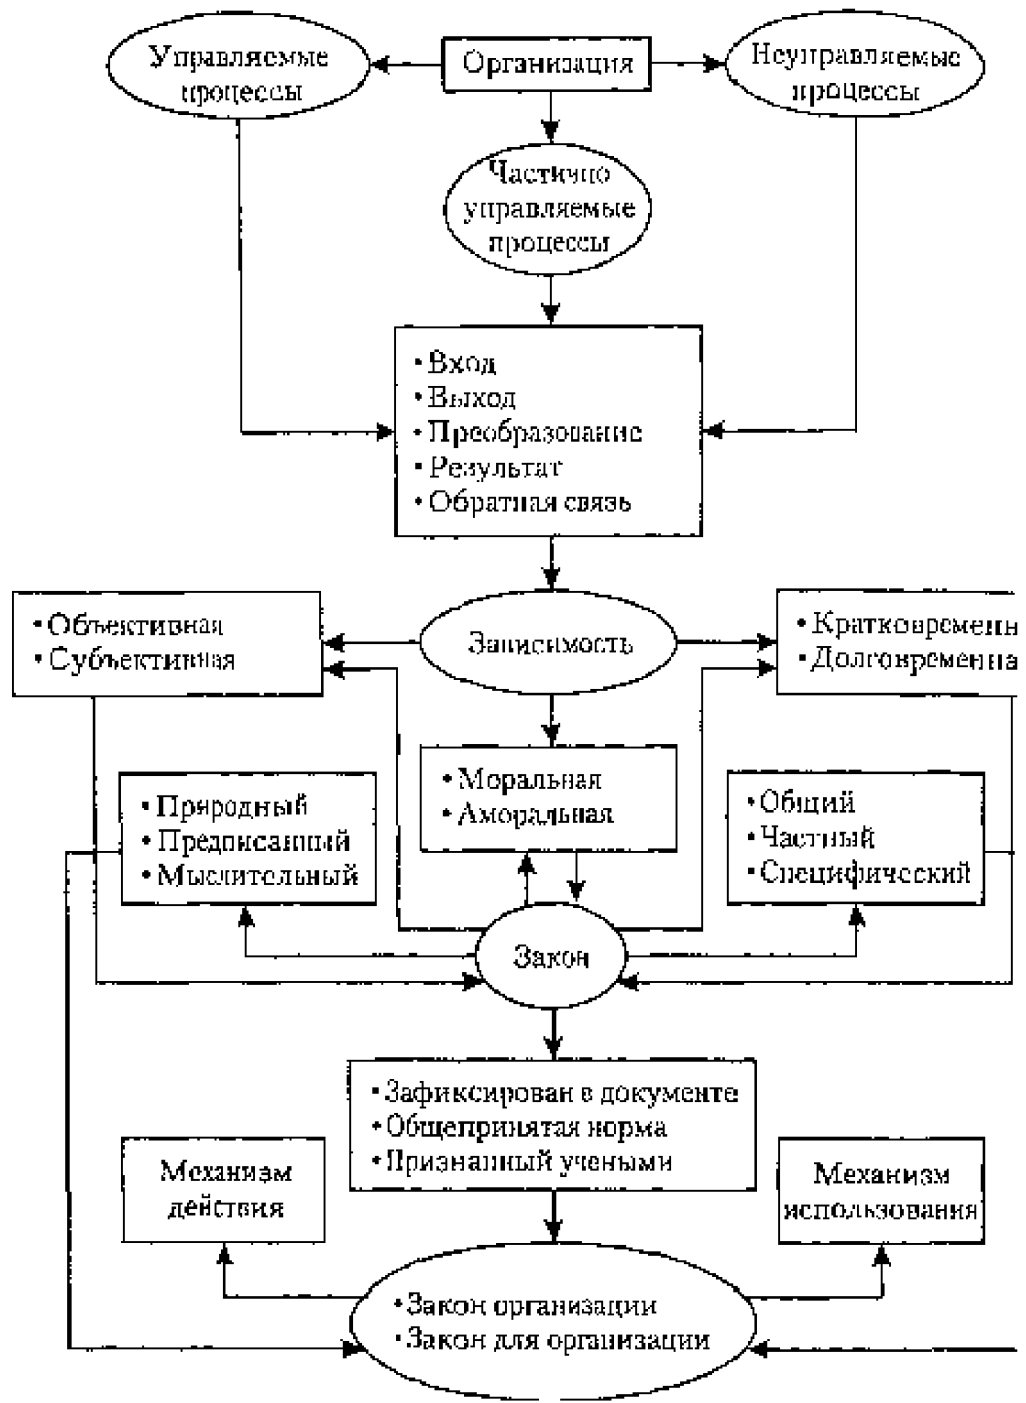 Управляемые
процессы
Организация
Неуправляемые
процессы
Частично
управляемые
процессы
• Вход
• Выход
• Преобразование
• Результат
• Обратная связь
• Объективная
• Субъективная
Зависимость
• Кратковременн
• Долговременна
• Моральная
• Аморальная
• Природный
• Предписанный
• Мыслительный
• Общий
• Частный
• Специфический
Закон
• Зафиксирован в документе
• Общепринятая норма
• Признанный учеными
Механизм
действия
Механизм
использования
• Закон организации
• Закон для организации